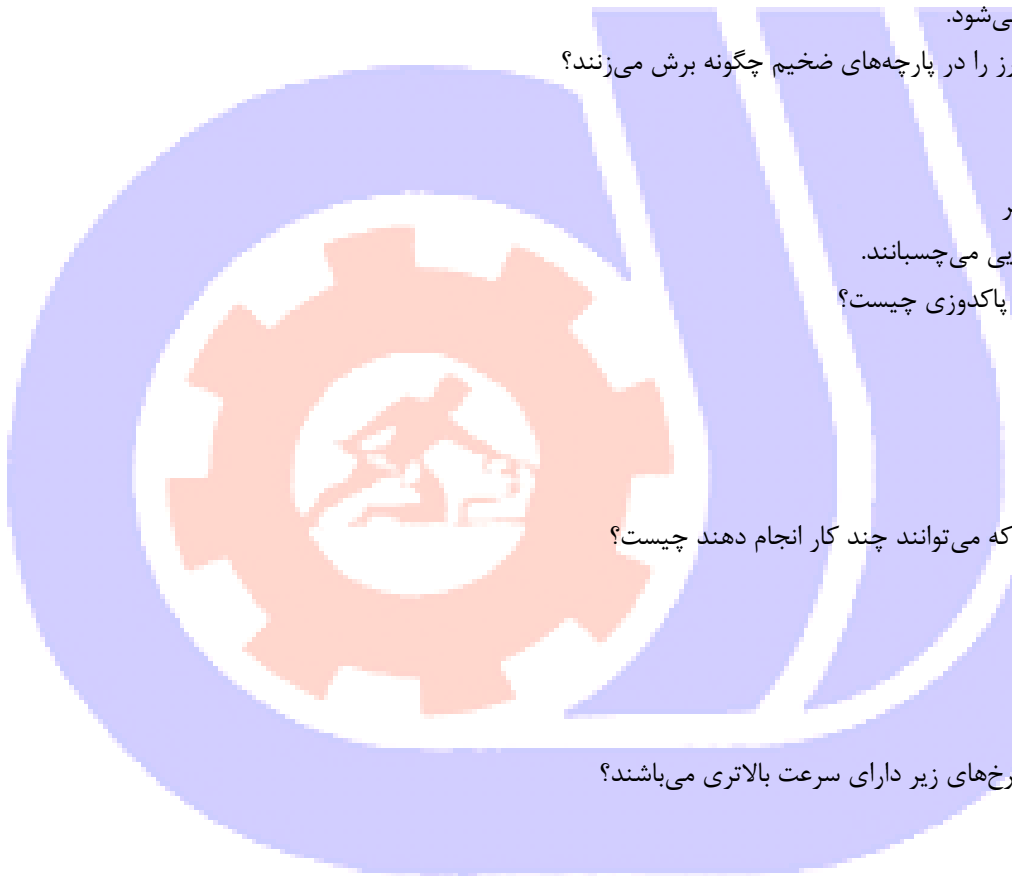 می‌شود.
رز را در پارچه‌های ضخیم چگونه برش می‌زنند؟
ر
یی می‌چسبانند.
پاکدوزی چیست؟
که می‌توانند چند کار انجام دهند چیست؟
رخ‌های زیر دارای سرعت بالاتری می‌باشند؟